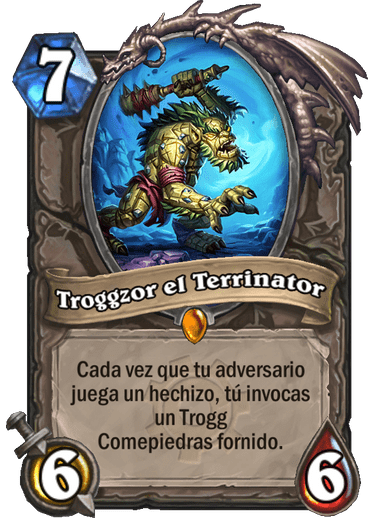 7
Troggzor el Terrinator
Cada vez que tu adversario
juega un hechizo, tú invocas
un Trogg
Comepiedras fornido.
6
6